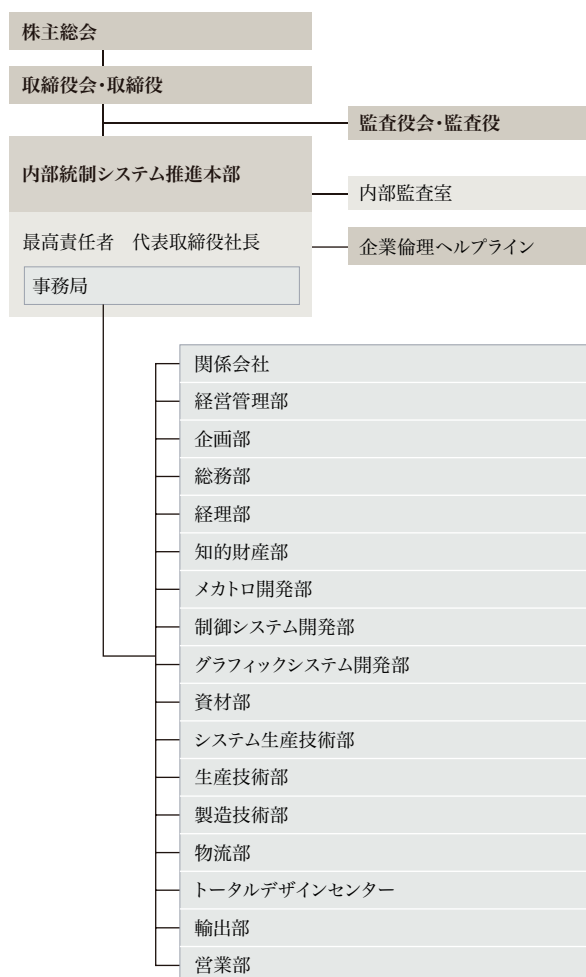 株主総会
取締役会・取締役
監査役会・監査役
内部統制システム推進本部
内部監査室
最高責任者　代表取締役社長
企業倫理ヘルプライン
事務局
関係会社
経営管理部
企画部
総務部
経理部
知的財産部
メカトロ開発部
制御システム開発部
グラフィックシステム開発部
資材部
システム生産技術部
生産技術部
製造技術部
物流部
トータルデザインセンター
輸出部
営業部